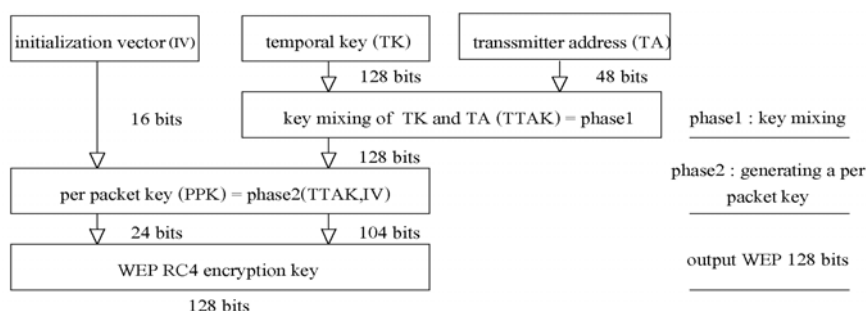 initialization vector (IV)
temporal key (TK)
transsmitter address (TA)
128 bits
48 bits
16 bits
key mixing of TK and TA (TTAK) = phase1
phase1 : key mixing
128 bits
per packet key (PPK) = phase2(TTAK,IV)
phase2 : generating a per
packet key
24 bits
104 bits
WEP RC4 encryption key
output WEP 128 bits
128 bits